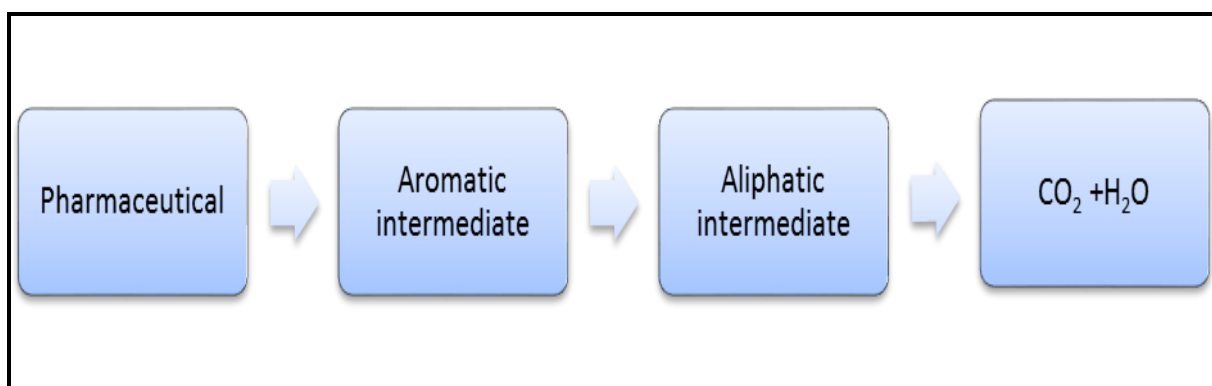 Pharmaceutical
Aromatic
intermediate
Aliphatic
intermediate
CO₂ +H₂O